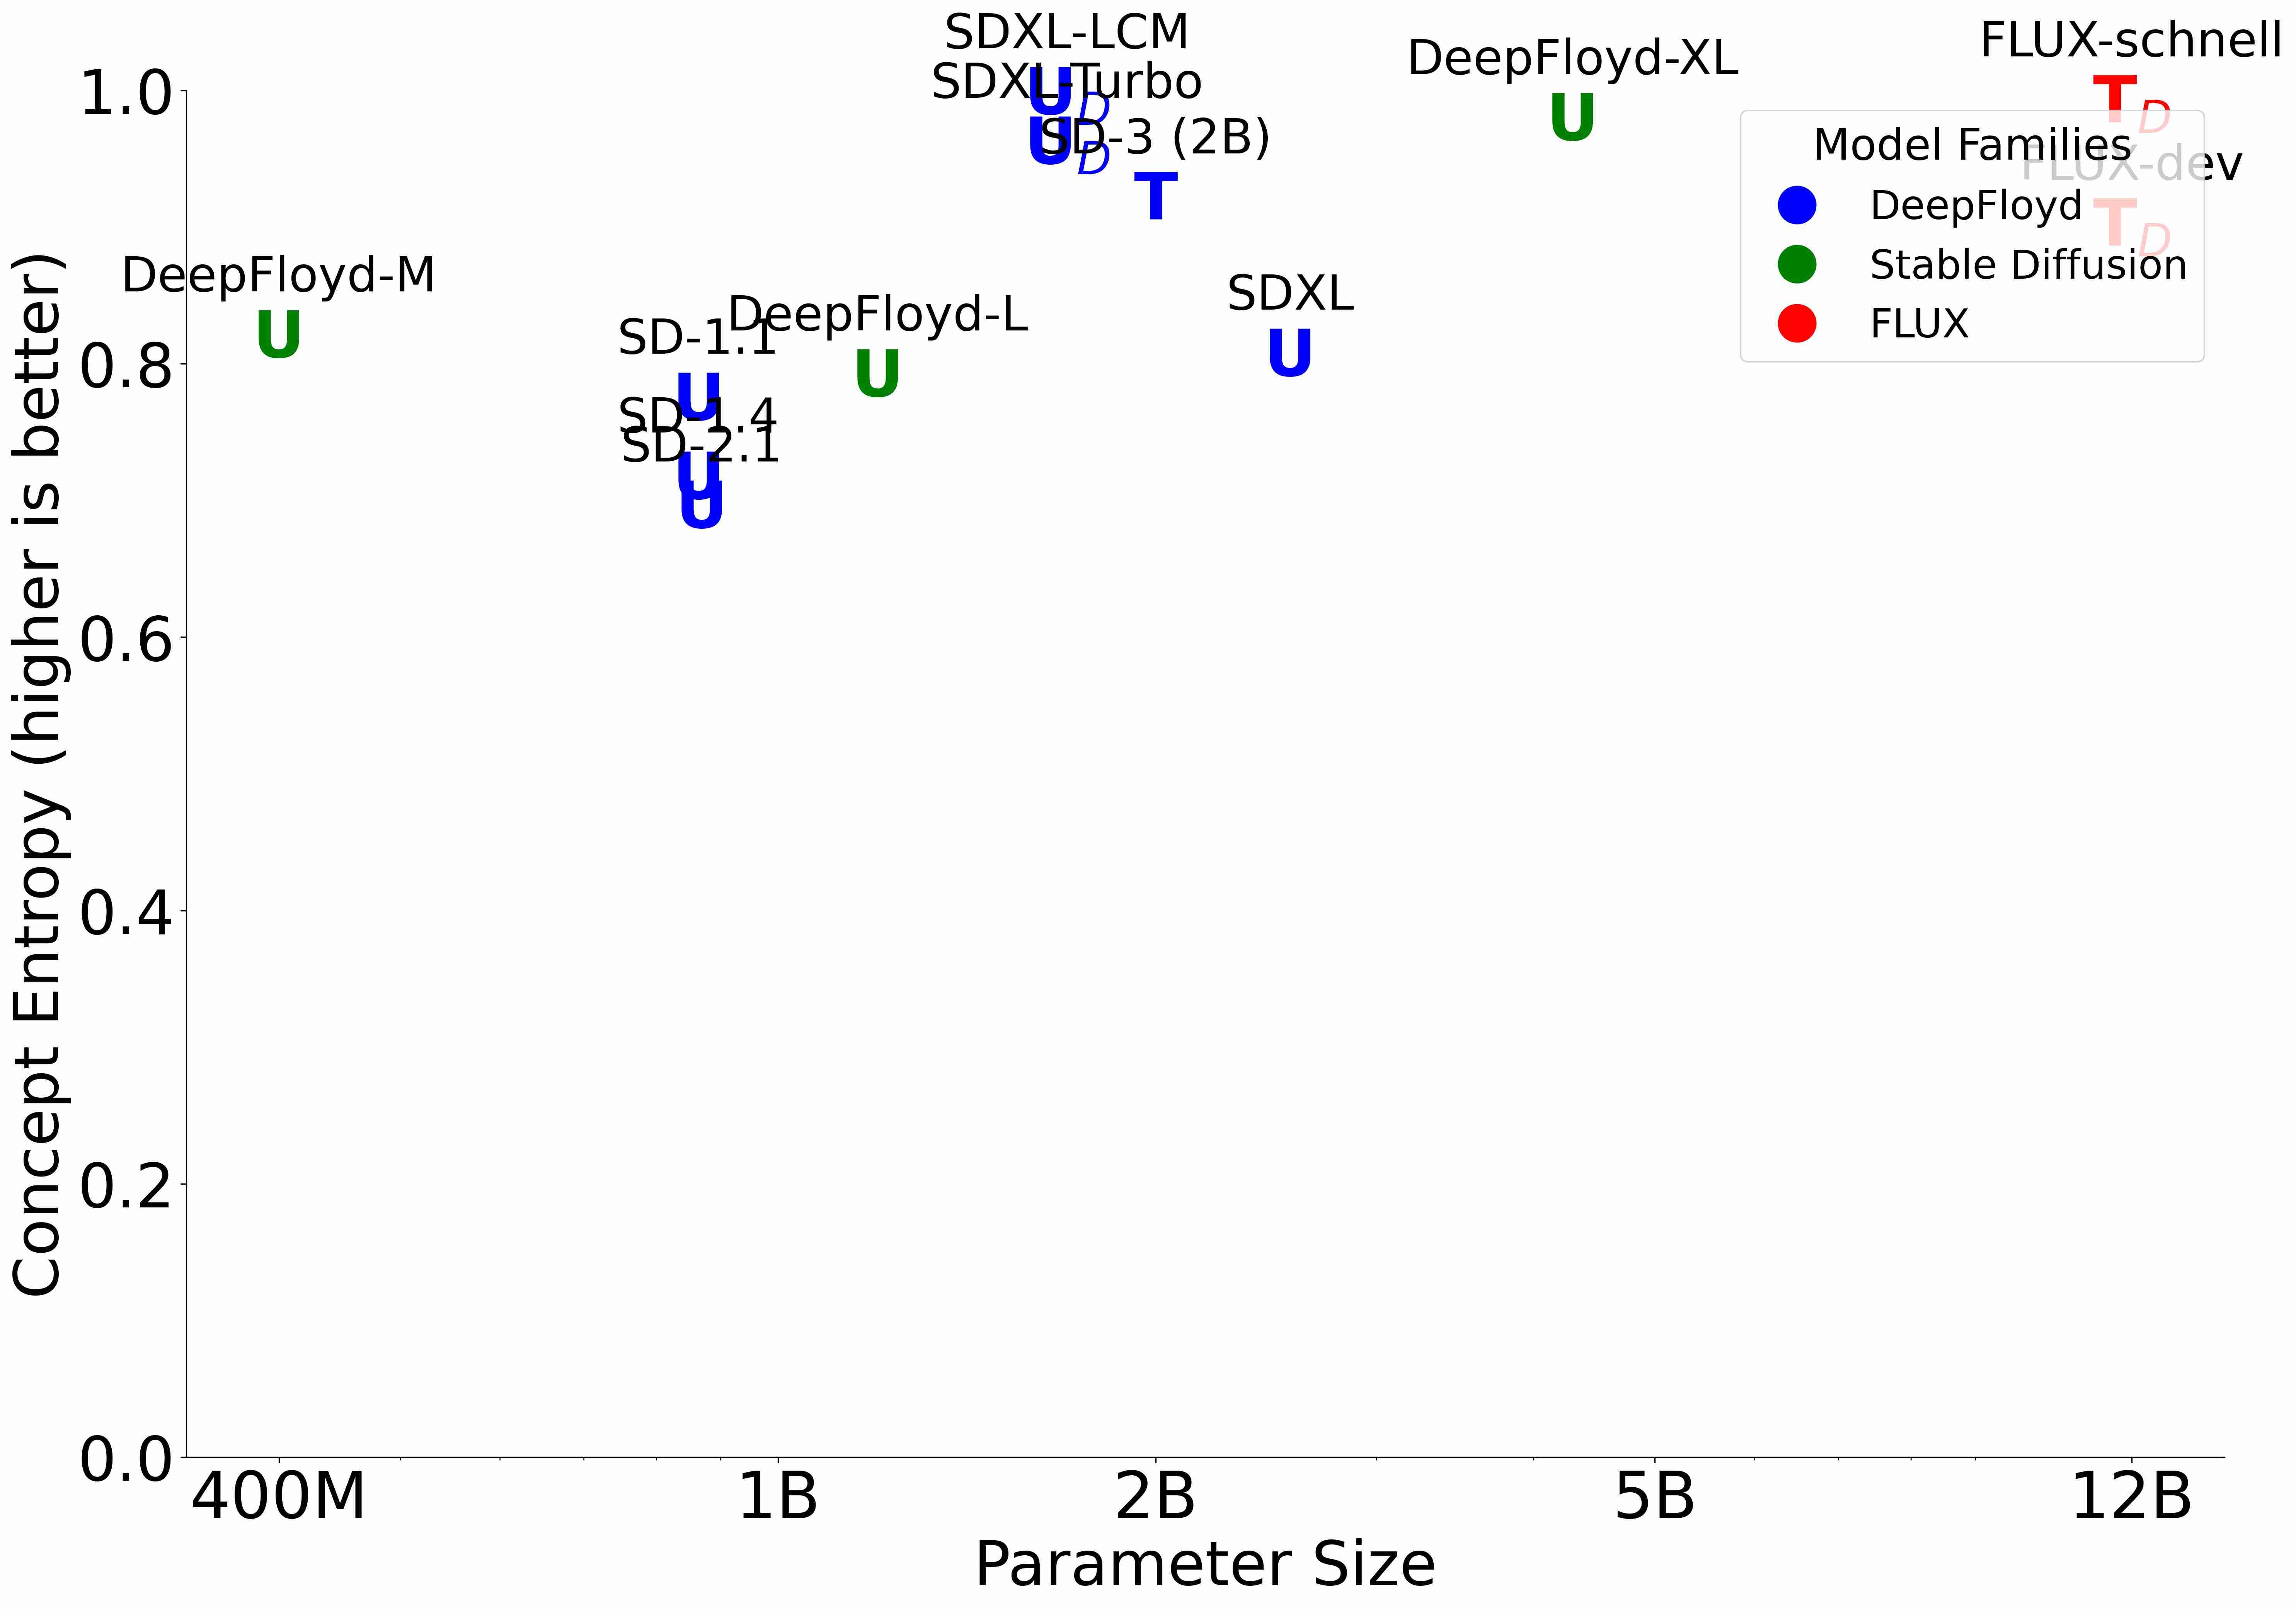 SDXL-LCM
U D
SDXL-Turbo
U D
SD-3 (2B)
T
DeepFloyd-XL
U
FLUX-schnell
T D
FLUX-dev
T D
Model Families
DeepFloyd
Stable Diffusion
FLUX
DeepFloyd-M
U
SD-1.1
U
DeepFloyd-L
U
SDXL
U
SD-1.4
U
SD-2.1
U
Concept Entropy (higher is better)
1.0
0.8
0.6
0.4
0.2
0.0
400M
1B
2B
5B
12B
Parameter Size